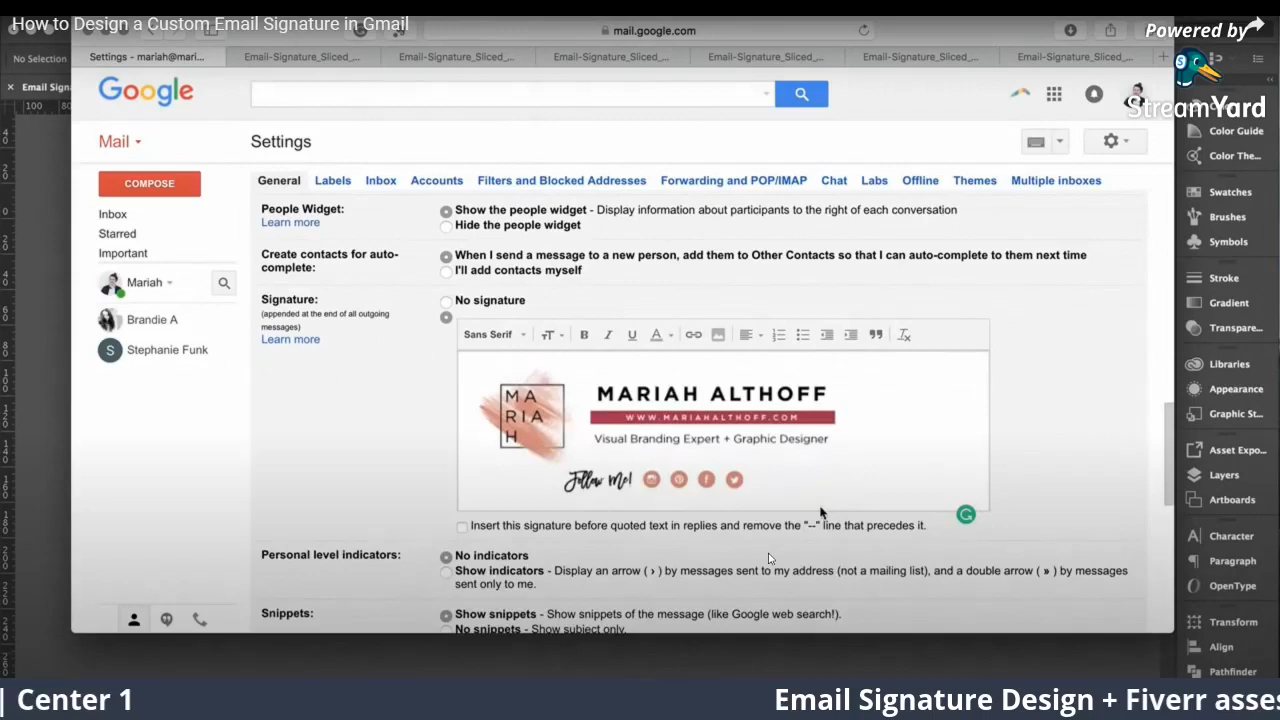 How to Design a Custom Email Signature in Gmail
mail.google.com
Powered by
StreamYard
No Selection
Settings - mariah@mari...
Email-Signature_Sliced_...
Email-Signature_Sliced_...
Email-Signature_Sliced_...
Email-Signature_Sliced_...
Email-Signature_Sliced_...
Email-Signature_Sliced_...
Email Signa
100
Google
Mail
Settings
COMPOSE
General
Labels
Inbox
Accounts
Filters and Blocked Addresses
Forwarding and POP/IMAP
Chat
Labs
Offline
Themes
Multiple inboxes
Inbox
Starred
Important
Mariah
Brandie A
S
Stephanie Funk
People Widget:
Learn more
Show the people widget - Display information about participants to the right of each conversation
Hide the people widget
Create contacts for auto-
complete:
When I send a message to a new person, add them to Other Contacts so that I can auto-complete to them next time
I'll add contacts myself
Signature:
(appended at the end of all outgoing
messages)
Learn more
No signature
Sans Serif
MA
RIA
H
MARIAH ALTHOFF
WWW.MARIAHALTHOFF.COM
Visual Branding Expert + Graphic Designer
Follow Me!
Insert this signature before quoted text in replies and remove the "--" line that precedes it.
Personal level indicators:
No indicators
Show indicators - Display an arrow ( › ) by messages sent to my address (not a mailing list), and a double arrow ( » ) by messages
sent only to me.
Snippets:
Show snippets - Show snippets of the message (like Google web search!).
No snippets - Show subject only.
Color Guide
Color The...
Swatches
Brushes
Symbols
Stroke
Gradient
Transpare...
Libraries
Appearance
Graphic St...
Asset Expo...
Layers
Artboards
Character
Paragraph
OpenType
Transform
Align
Pathfinder
| Center 1
Email Signature Design + Fiverr asses